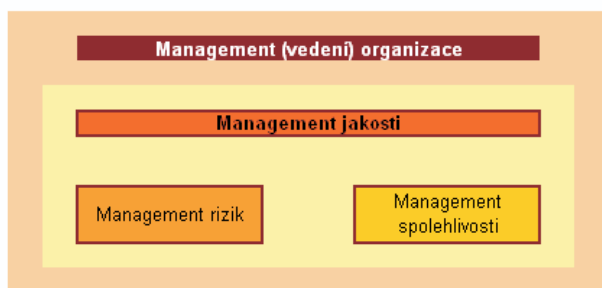 Management (vedení) organizace
Management jakosti
Management rizik
Management
spolehlivosti